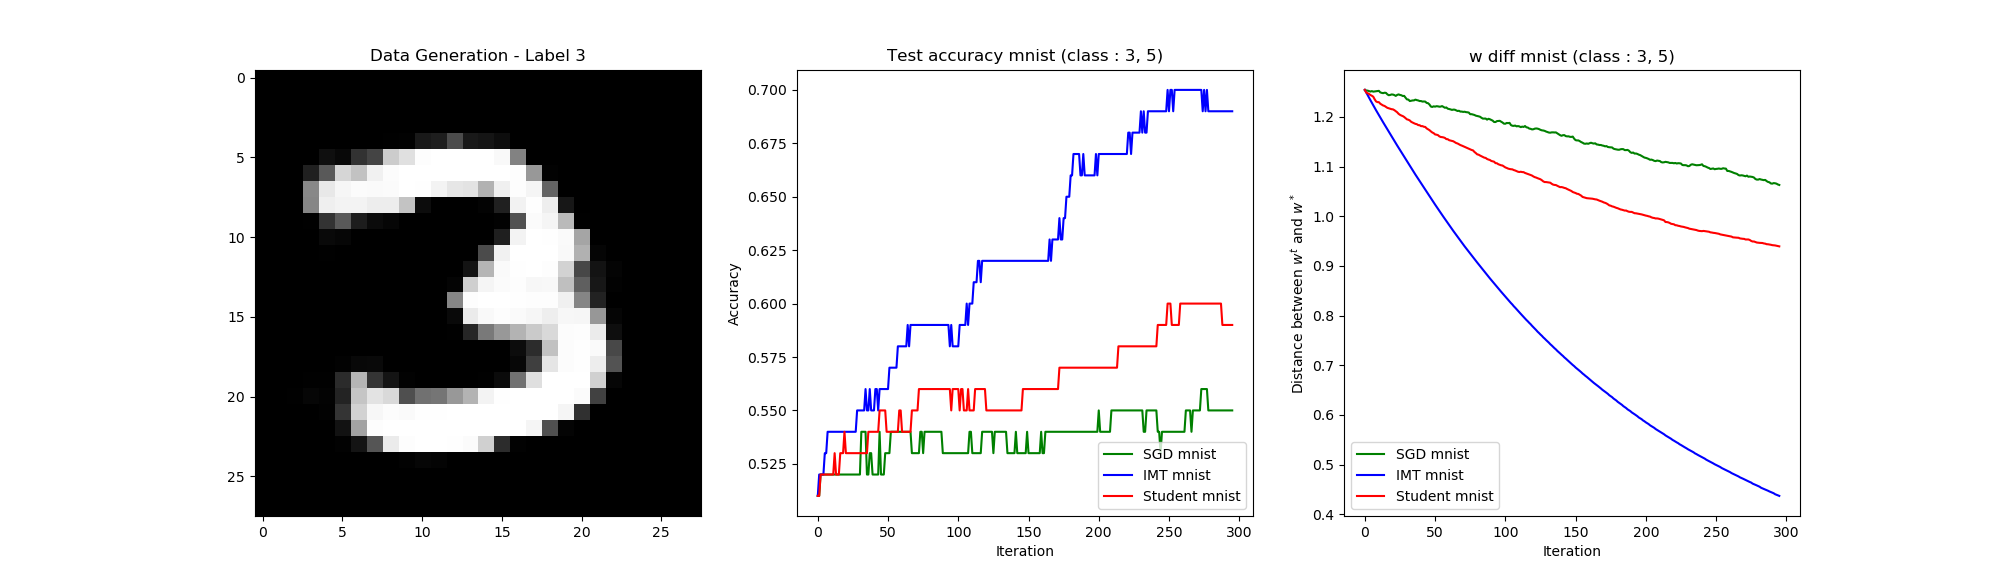 Data Generation - Label 3
0
5
10
15
20
25
0 5 10 15 20 25
Test accuracy mnist (class : 3, 5)
Accuracy
0.700
0.675
0.650
0.625
0.600
0.575
0.550
0.525
0 50 100 150 200 250 300
Iteration
SGD mnist
IMT mnist
Student mnist
w diff mnist (class : 3, 5)
Distance between w^t and w^*
1.2
1.1
1.0
0.9
0.8
0.7
0.6
0.5
0.4
0 50 100 150 200 250 300
Iteration
SGD mnist
IMT mnist
Student mnist